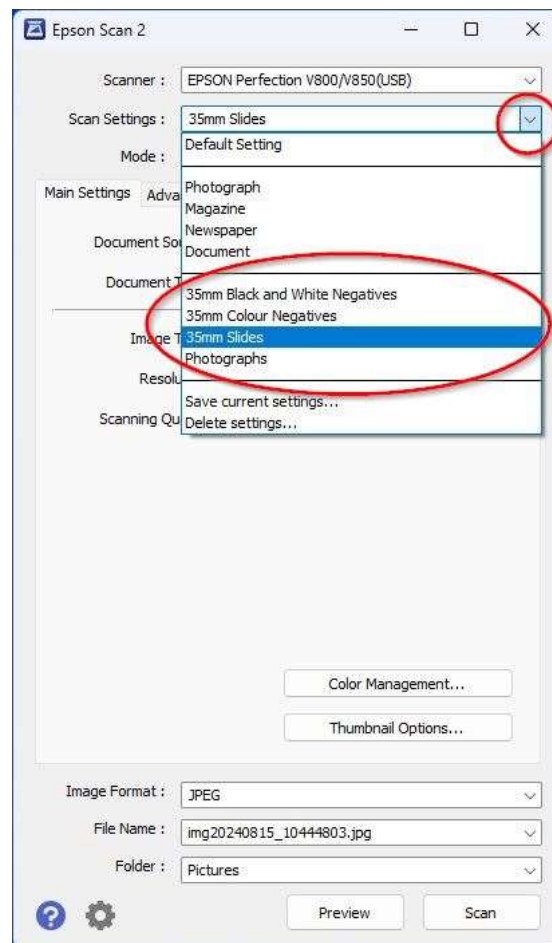 Epson Scan 2
Scanner : EPSON Perfection V800/V850(USB)
Scan Settings : 35mm Slides
Default Setting
Mode :
Photograph
Magazine
Newspaper
Document
Main Settings Adva
Document Sou
Document T
35mm Black and White Negatives
35mm Colour Negatives
Image T 35mm Slides
Photographs
Resolu
Save current settings...
Scanning Qu Delete settings...
Color Management...
Thumbnail Options...
Image Format : JPEG
File Name : img20240815_10444803.jpg
Folder : Pictures
Preview Scan